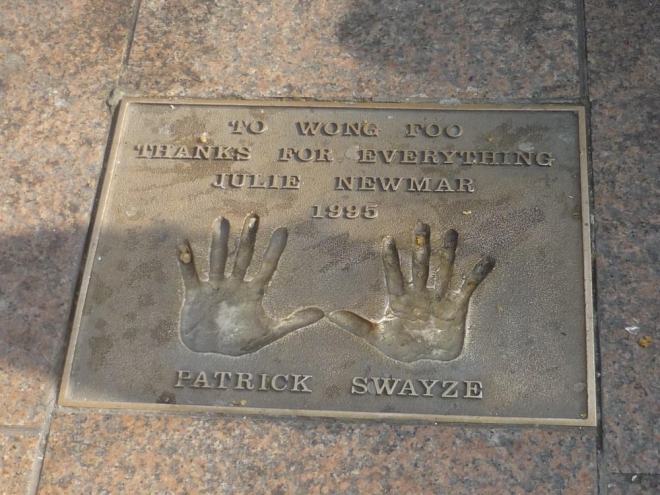 TO WONG FOO
THANKS FOR EVERYTHING
JULIE NEWMAR
1995
PATRICK SWAYZE